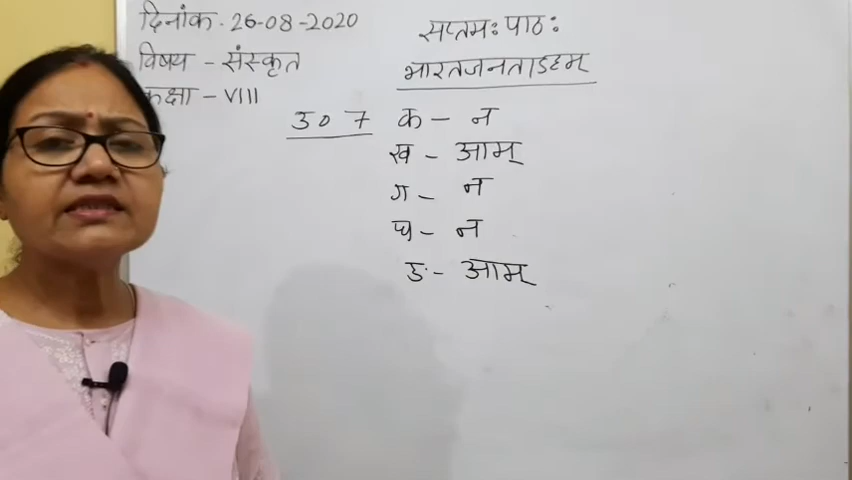 दिनांक - 26-08-2020
विषय - संस्कृत
कक्षा - VIII
सप्तमः पाठः
भारतजनताऽहम्
उ० 7 क - न
ख - आम्
ग - न
घ - न
ङ - आम्